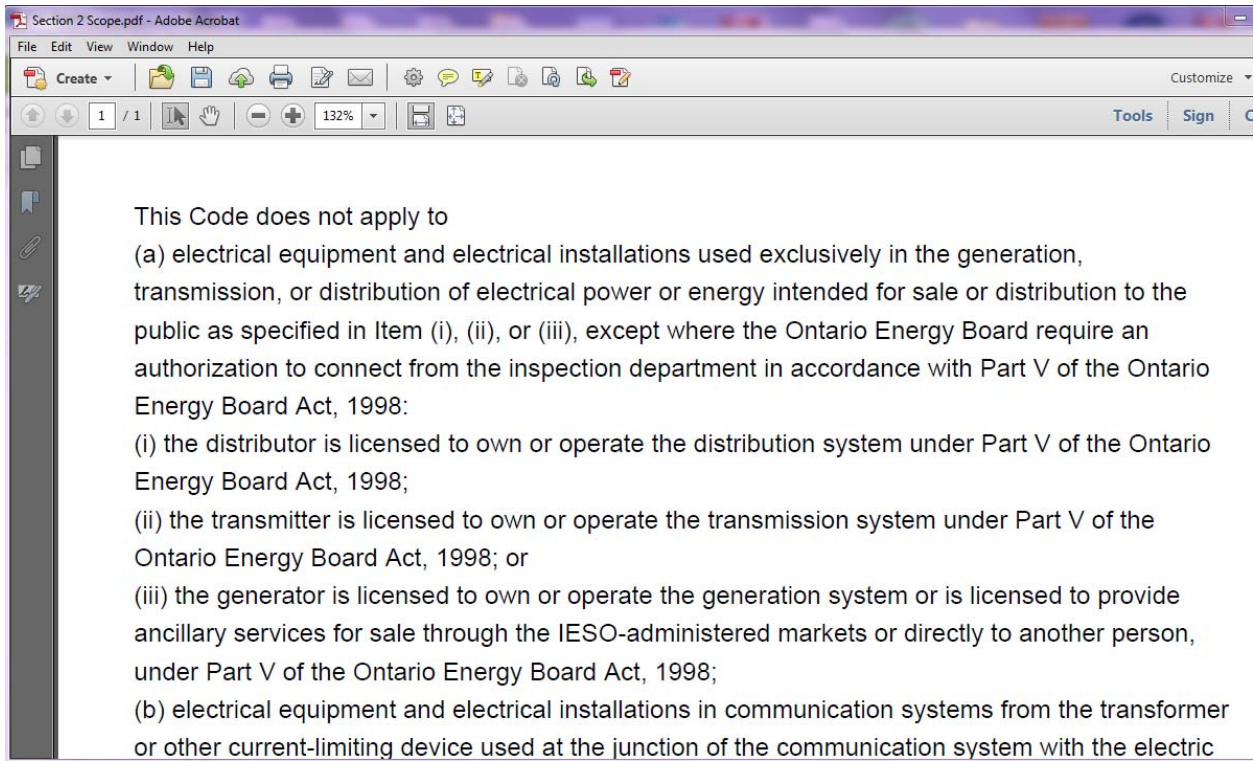 Section 2 Scope.pdf - Adobe Acrobat
File Edit View Window Help
Create Customize
1 / 1 132% Tools Sign C
This Code does not apply to
(a) electrical equipment and electrical installations used exclusively in the generation,
transmission, or distribution of electrical power or energy intended for sale or distribution to the
public as specified in Item (i), (ii), or (iii), except where the Ontario Energy Board require an
authorization to connect from the inspection department in accordance with Part V of the Ontario
Energy Board Act, 1998:
(i) the distributor is licensed to own or operate the distribution system under Part V of the Ontario
Energy Board Act, 1998;
(ii) the transmitter is licensed to own or operate the transmission system under Part V of the
Ontario Energy Board Act, 1998; or
(iii) the generator is licensed to own or operate the generation system or is licensed to provide
ancillary services for sale through the IESO-administered markets or directly to another person,
under Part V of the Ontario Energy Board Act, 1998;
(b) electrical equipment and electrical installations in communication systems from the transformer
or other current-limiting device used at the junction of the communication system with the electric